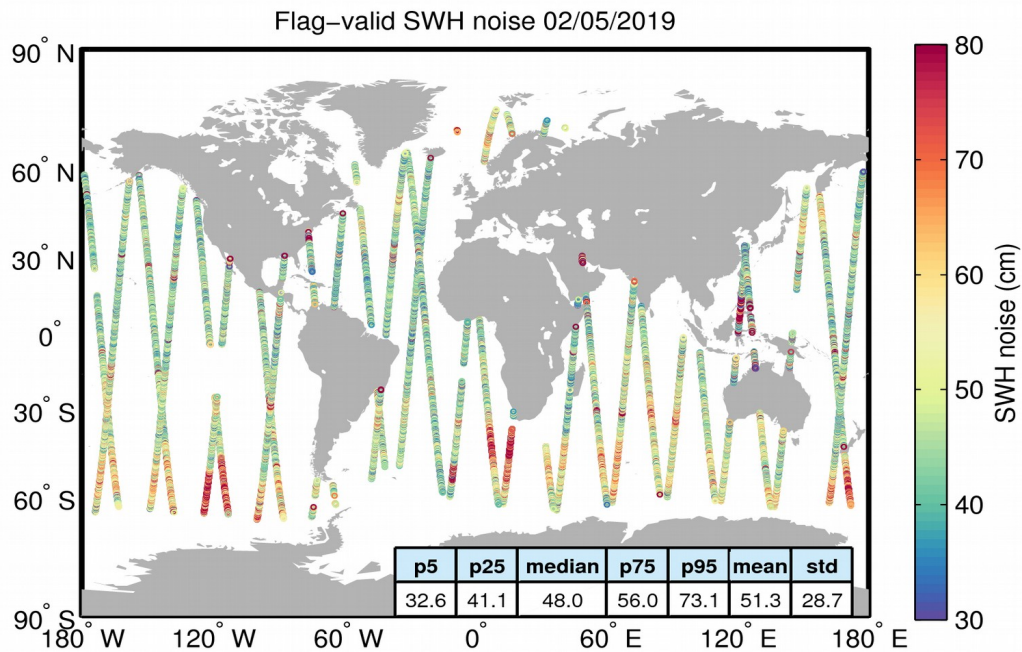 Flag−valid SWH noise 02/05/2019
90° N
60° N
30° N
0°
30° S
60° S
90° S
180° W
120° W
60° W
0°
60° E
120° E
180° E
80
70
60
50
40
30
SWH noise (cm)
p5 p25 median p75 p95 mean std
32.6 41.1 48.0 56.0 73.1 51.3 28.7